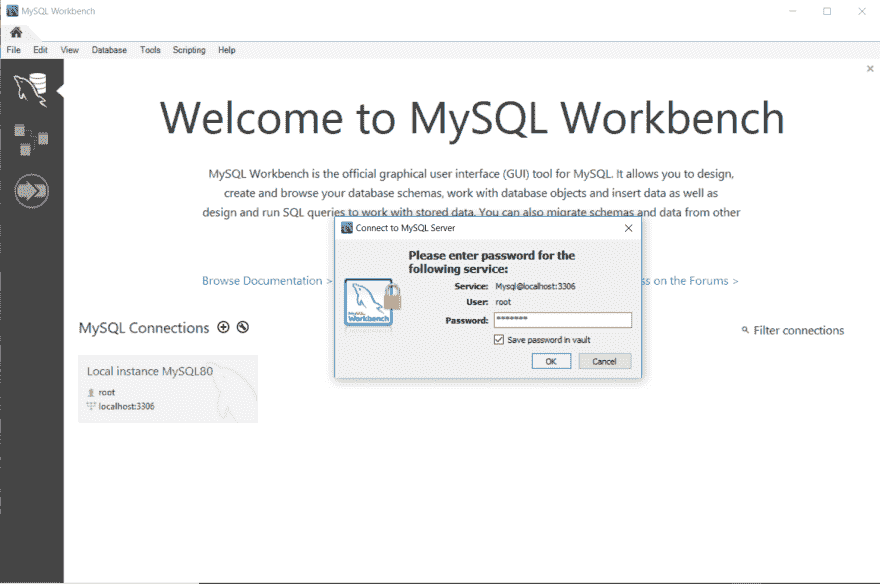 MySQL Workbench
File Edit View Database Tools Scripting Help
Welcome to MySQL Workbench
MySQL Workbench is the official graphical user interface (GUI) tool for MySQL. It allows you to design,
create and browse your database schemas, work with database objects and insert data as well as
design and run SQL queries to work with stored data. You can also migrate schemas and data from other
Connect to MySQL Server
Please enter password for the
following service:
Service: Mysql@localhost:3306
User: root
Password: *******
Save password in vault
OK Cancel
MySQL
Workbench
Browse Documentation >
on the Forums >
MySQL Connections
Filter connections
Local instance MySQL80
root
localhost:3306